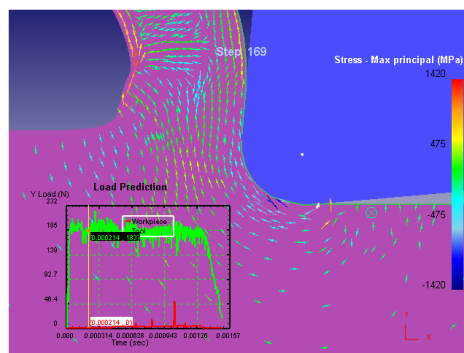 Step 169
Stress - Max principal (MPa)
1420
475
-475
-1420
Load Prediction
Y Load (N)
232
Workpiece
Tool
185
(0.000214 , 183)
139
92.7
46.4
0
(0.000214 , 0)
0.000 0.000314 0.000628 0.000943 0.00126 0.00157
Time (sec)
X